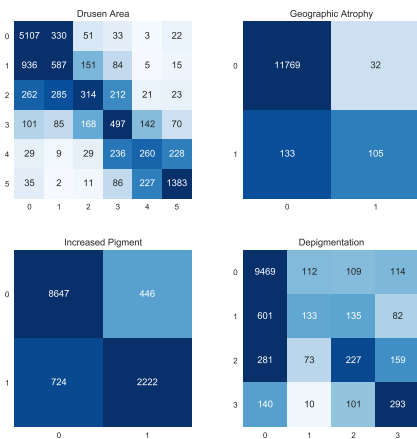 Drusen Area
0 5107 330 51 33 3 22
1 936 587 151 84 5 15
2 262 285 314 212 21 23
3 101 85 168 497 142 70
4 29 9 29 236 260 228
5 35 2 11 86 227 1383
0 1 2 3 4 5
Geographic Atrophy
0 11769 32
1 133 105
0 1
Increased Pigment
0 8647 446
1 724 2222
0 1
Depigmentation
0 9469 112 109 114
1 601 133 135 82
2 281 73 227 159
3 140 10 101 293
0 1 2 3